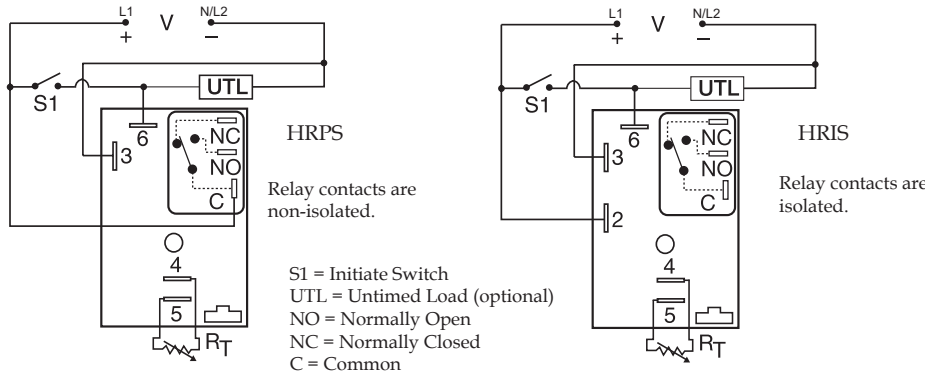 L1 V N/L2
+ −
S1 UTL
6
3
NC
NO
C
4
5
RT
HRPS
Relay contacts are
non-isolated.
S1 = Initiate Switch
UTL = Untimed Load (optional)
NO = Normally Open
NC = Normally Closed
C = Common
L1 V N/L2
+ −
S1 UTL
6
3
2
NC
NO
C
4
5
RT
HRIS
Relay contacts are
isolated.